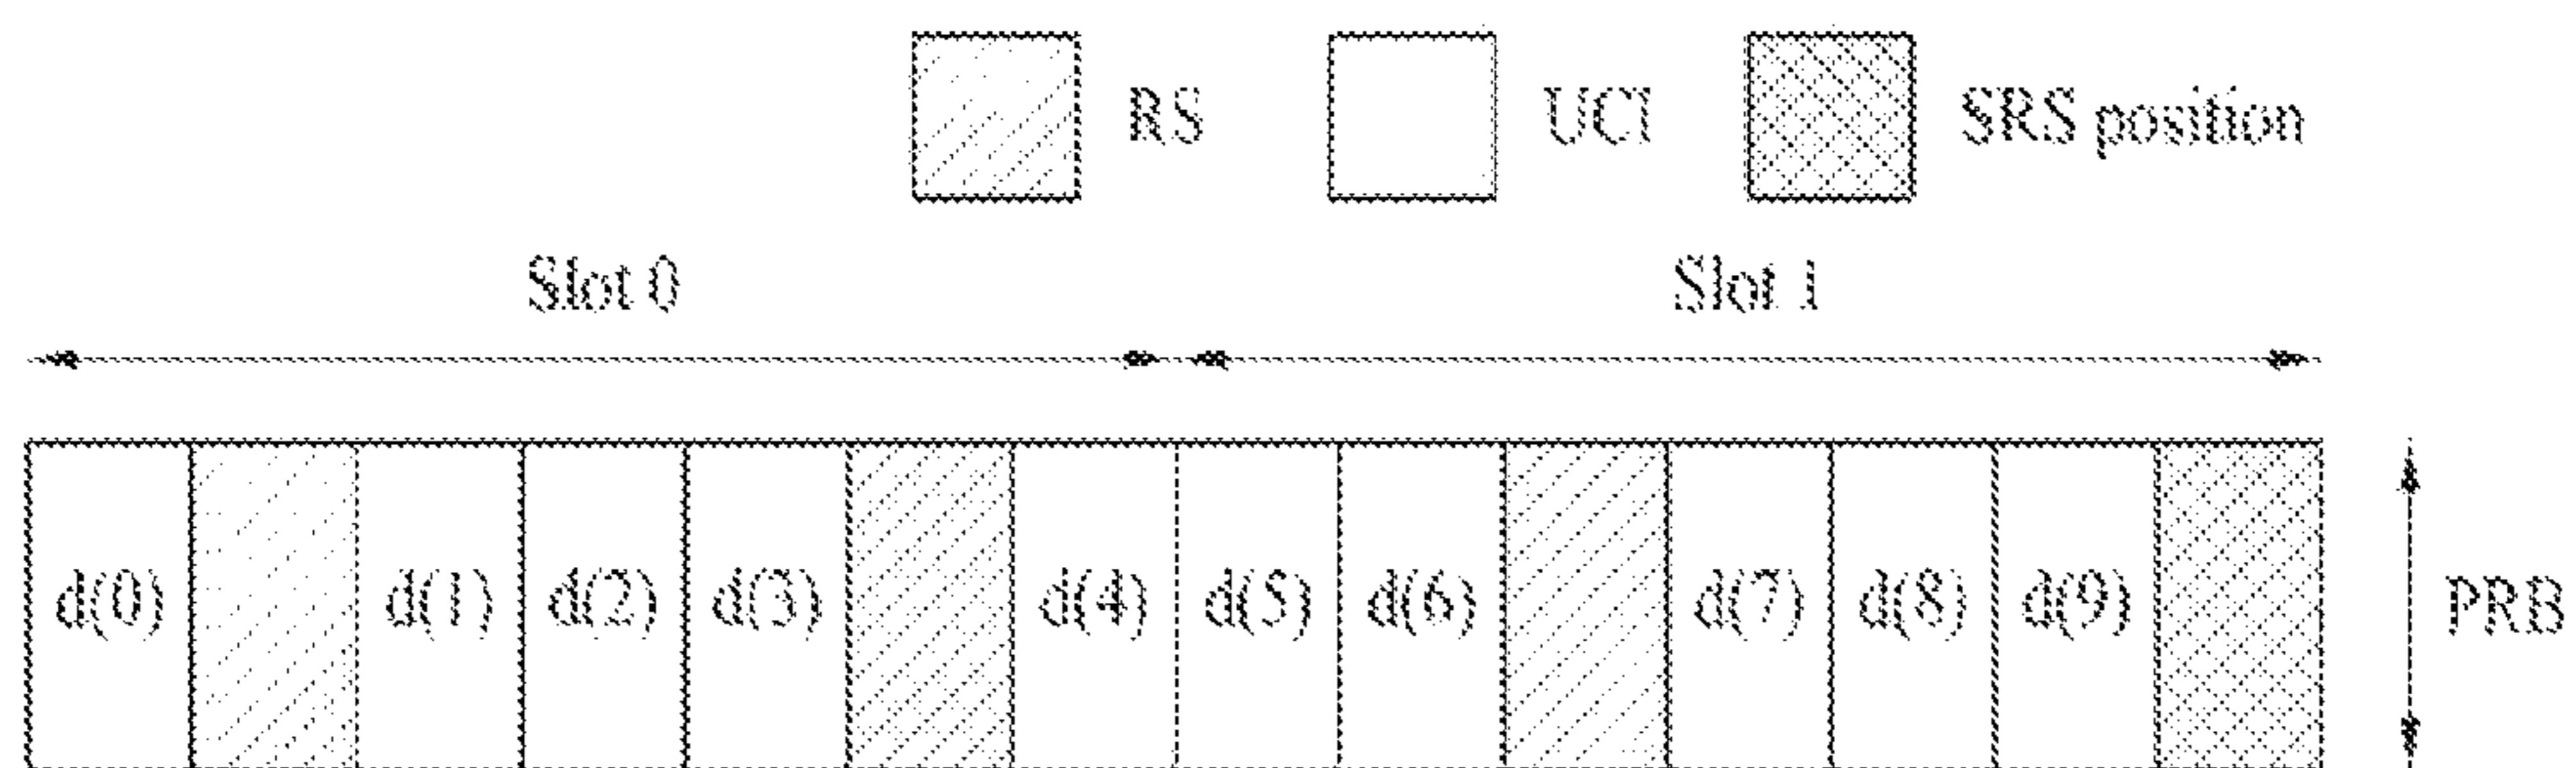 RS UCI SRS position
Slot 0 Slot 1
d(0) d(1) d(2) d(3) d(4) d(5) d(6) d(7) d(8) d(9) PRB